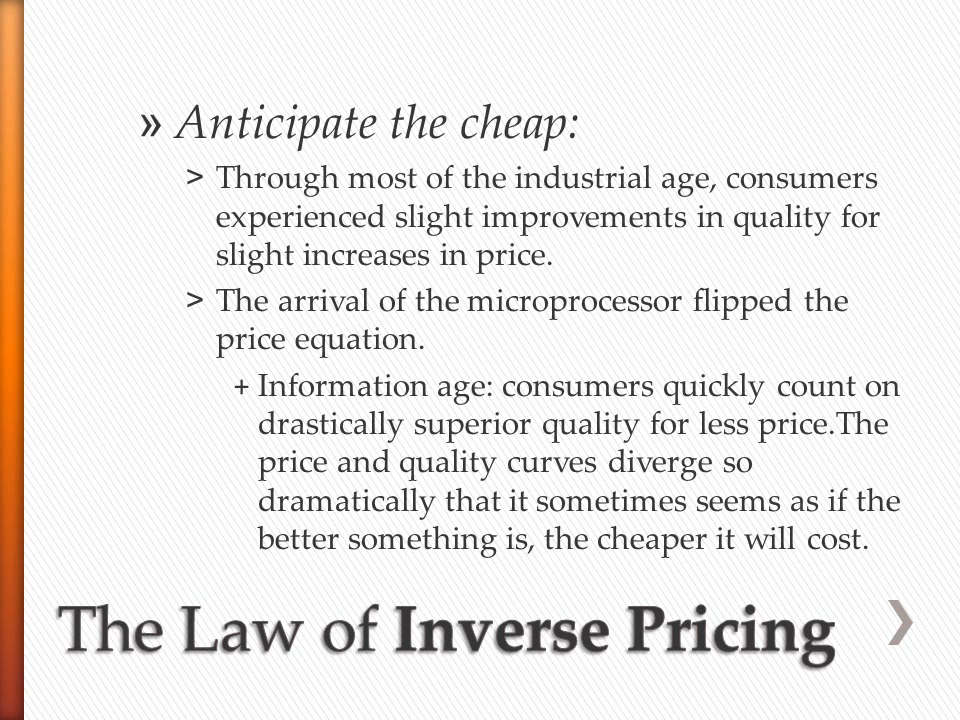 » Anticipate the cheap:
> Through most of the industrial age, consumers
experienced slight improvements in quality for
slight increases in price.
> The arrival of the microprocessor flipped the
price equation.
+ Information age: consumers quickly count on
drastically superior quality for less price.The
price and quality curves diverge so
dramatically that it sometimes seems as if the
better something is, the cheaper it will cost.
The Law of Inverse Pricing